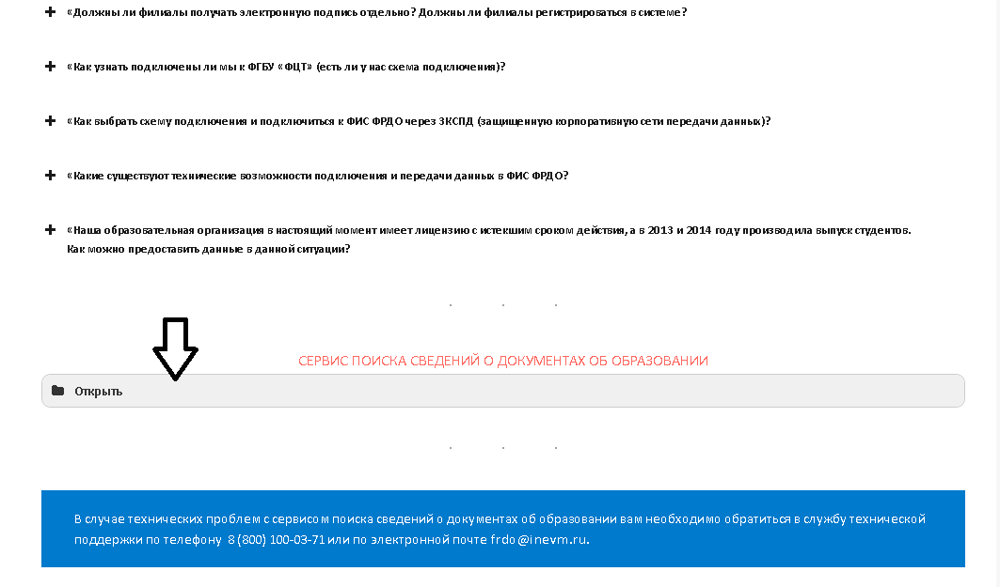 «Должны ли филиалы получать электронную подпись отдельно? Должны ли филиалы регистрироваться в системе?
«Как узнать подключены ли мы к ФГБУ «ФЦТ» (есть ли у нас схема подключения)?
«Как выбрать схему подключения и подключиться к ФИС ФРДО через ЗКСПД (защищенную корпоративную сети передачи данных)?
«Какие существуют технические возможности подключения и передачи данных в ФИС ФРДО?
«Наша образовательная организация в настоящий момент имеет лицензию с истекшим сроком действия, а в 2013 и 2014 году производила выпуск студентов.
Как можно предоставить данные в данной ситуации?
СЕРВИС ПОИСКА СВЕДЕНИЙ О ДОКУМЕНТАХ ОБ ОБРАЗОВАНИИ
Открыть
В случае технических проблем с сервисом поиска сведений о документах об образовании вам необходимо обратиться в службу технической
поддержки по телефону 8 (800) 100-03-71 или по электронной почте frdo@inevm.ru.